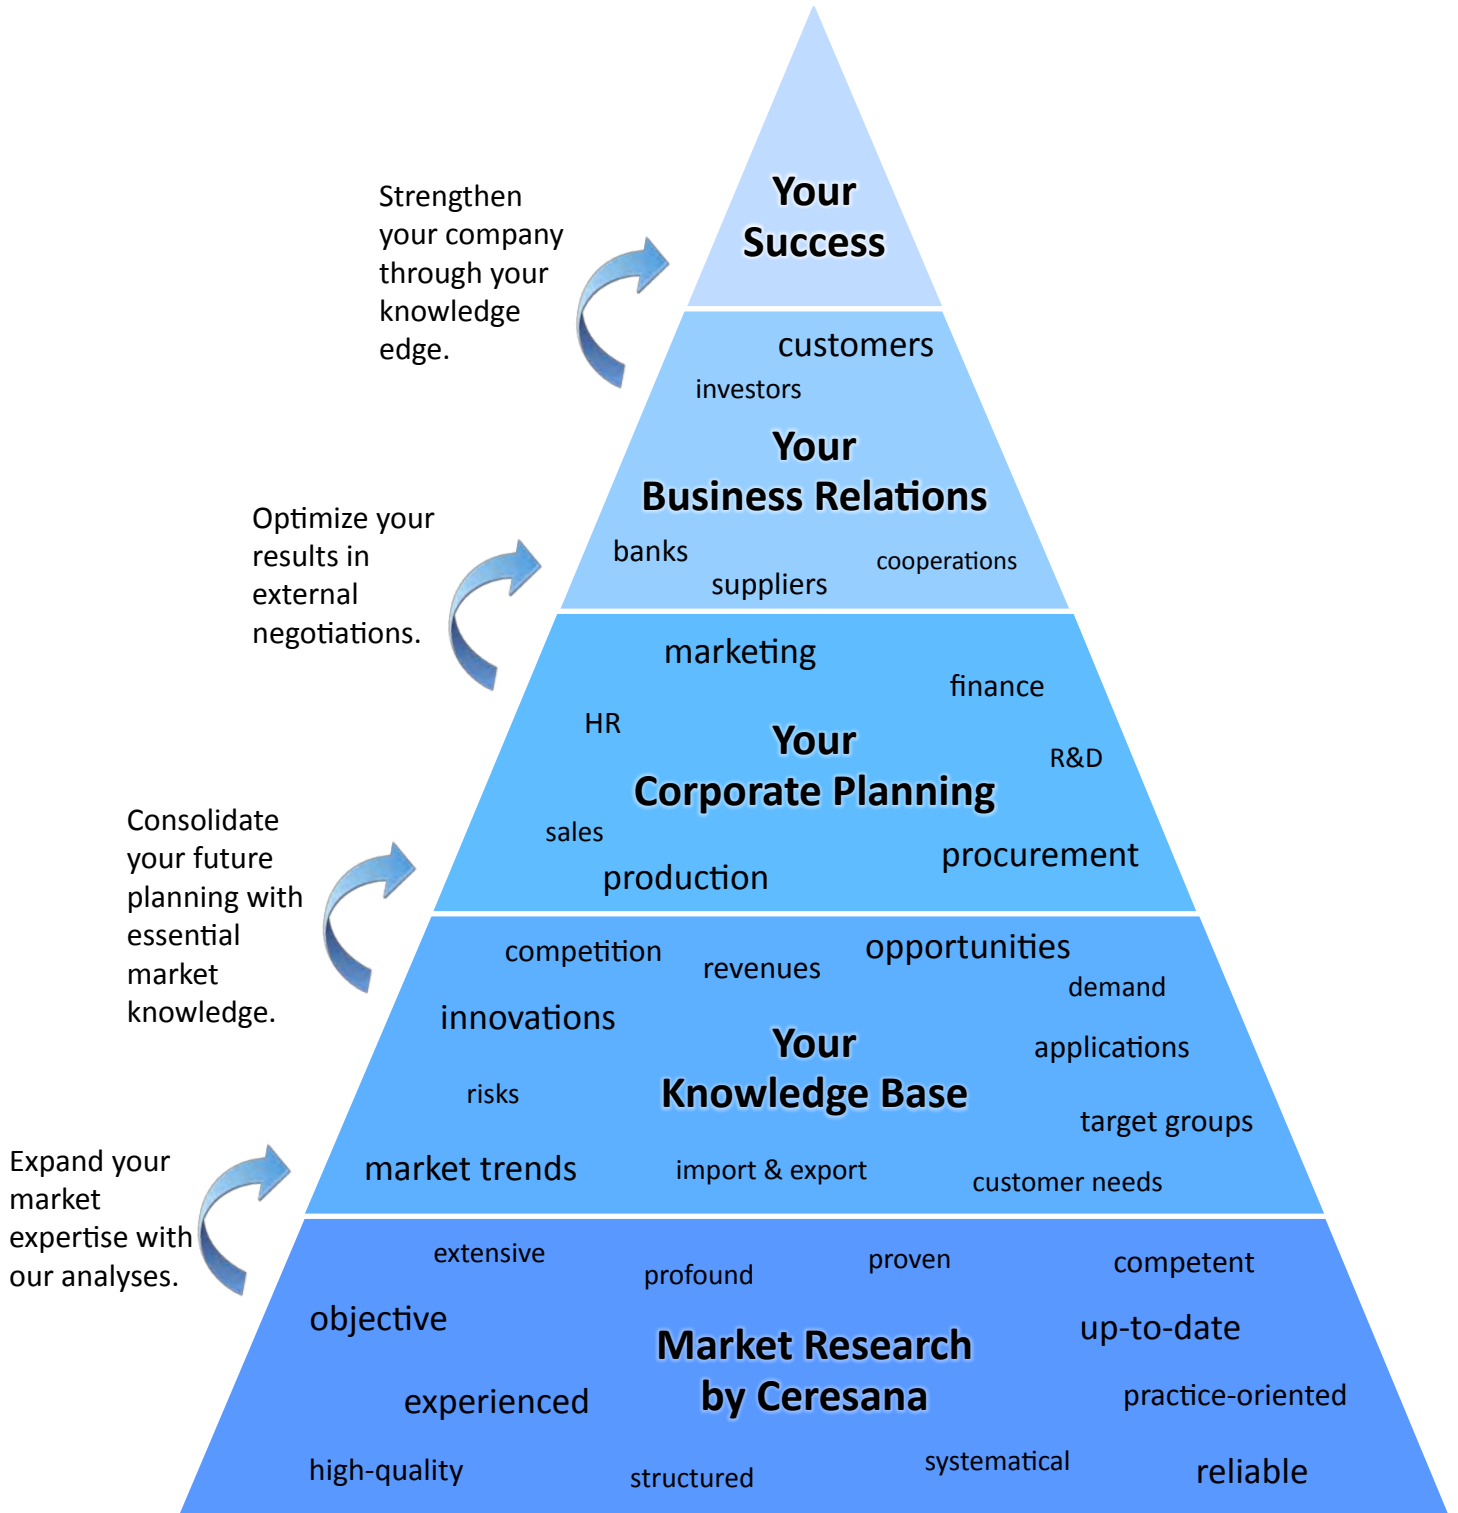 Your
Success
Strengthen
your company
through your
knowledge
edge.
customers
investors
Your
Business Relations
banks
cooperations
suppliers
Optimize your
results in
external
negotiations.
marketing
finance
HR
Your
R&D
Corporate Planning
sales
procurement
production
Consolidate
your future
planning with
essential
market
knowledge.
competition
revenues
opportunities
demand
innovations
Your
applications
Knowledge Base
risks
target groups
market trends
import & export
customer needs
Expand your
market
expertise with
our analyses.
extensive
profound
proven
competent
objective
up-to-date
Market Research
by Ceresana
experienced
practice-oriented
high-quality
structured
systematical
reliable